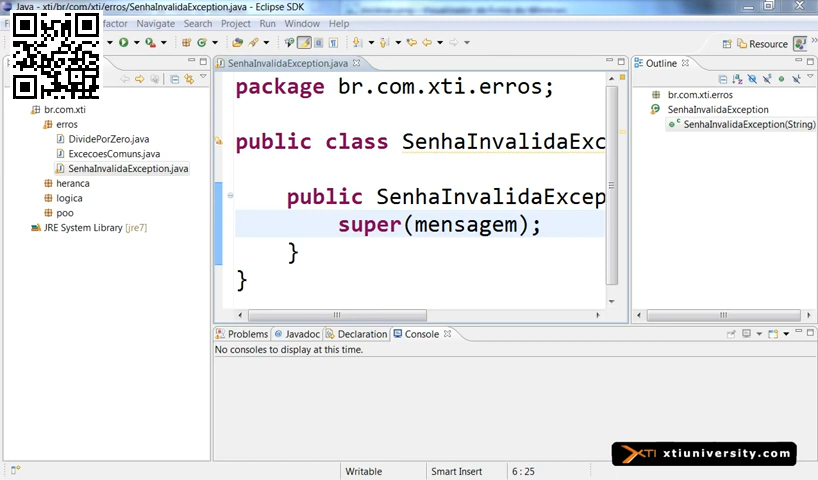 Java - xti/br/com/xti/erros/SenhaInvalidaException.java - Eclipse SDK
Navigate Search Project Run Window Help
Resource
SenhaInvalidaException.java
Outline
br.com.xti
erros
DividePorZero.java
ExcecoesComuns.java
SenhaInvalidaException.java
heranca
logica
poo
JRE System Library [jre7]
package br.com.xti.erros;
public class SenhaInvalidaExc
public SenhaInvalidaExcep
super(mensagem);
}
}
br.com.xti.erros
SenhaInvalidaException
SenhaInvalidaException(String)
Problems @ Javadoc Declaration Console
No consoles to display at this time.
XTI xtiuniversity.com
Writable Smart Insert 6 : 25